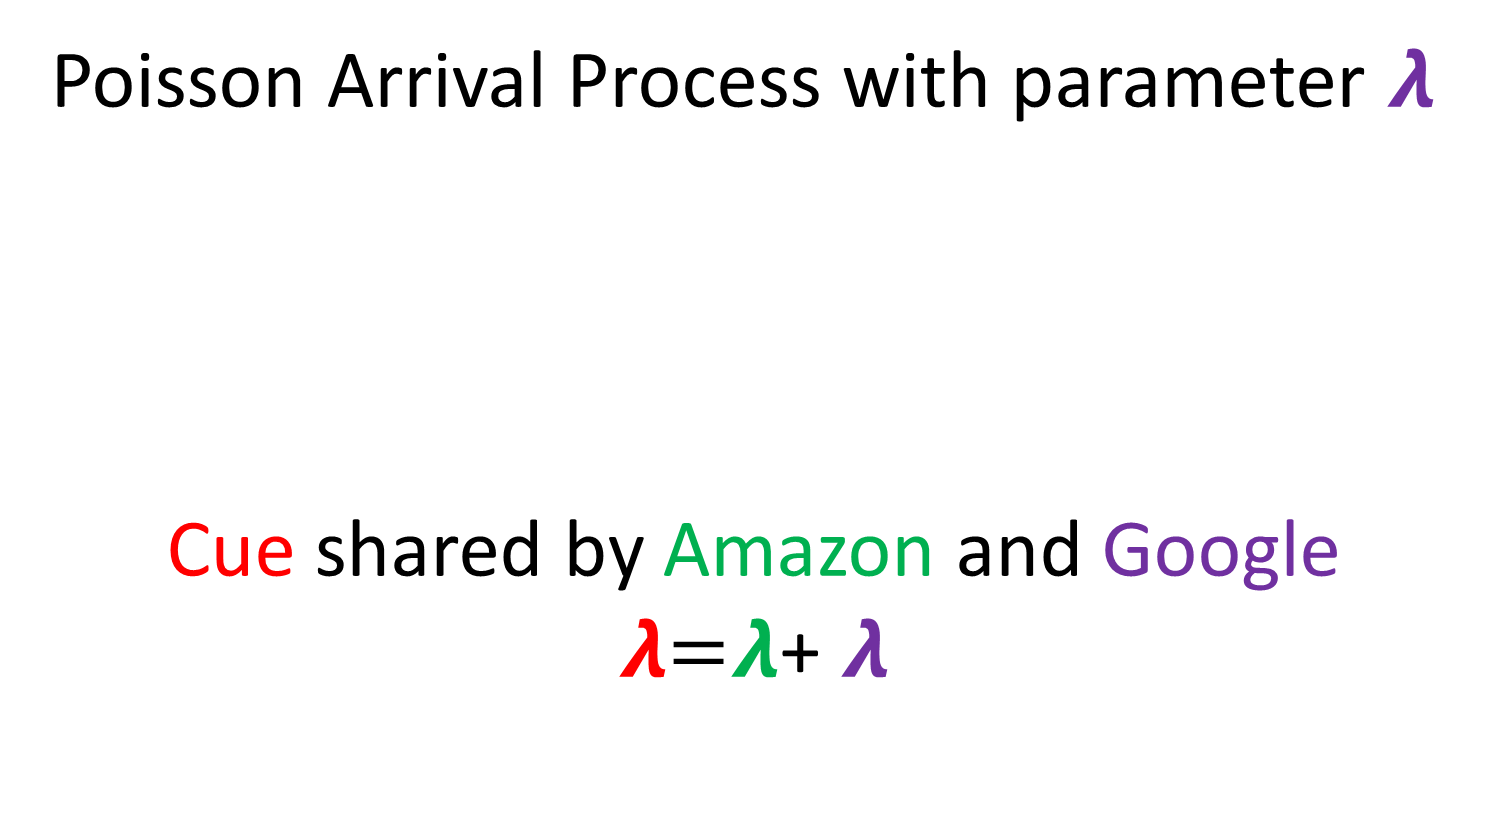 Poisson Arrival Process with parameter λ
Cue shared by Amazon and Google
λ=λ+ λ